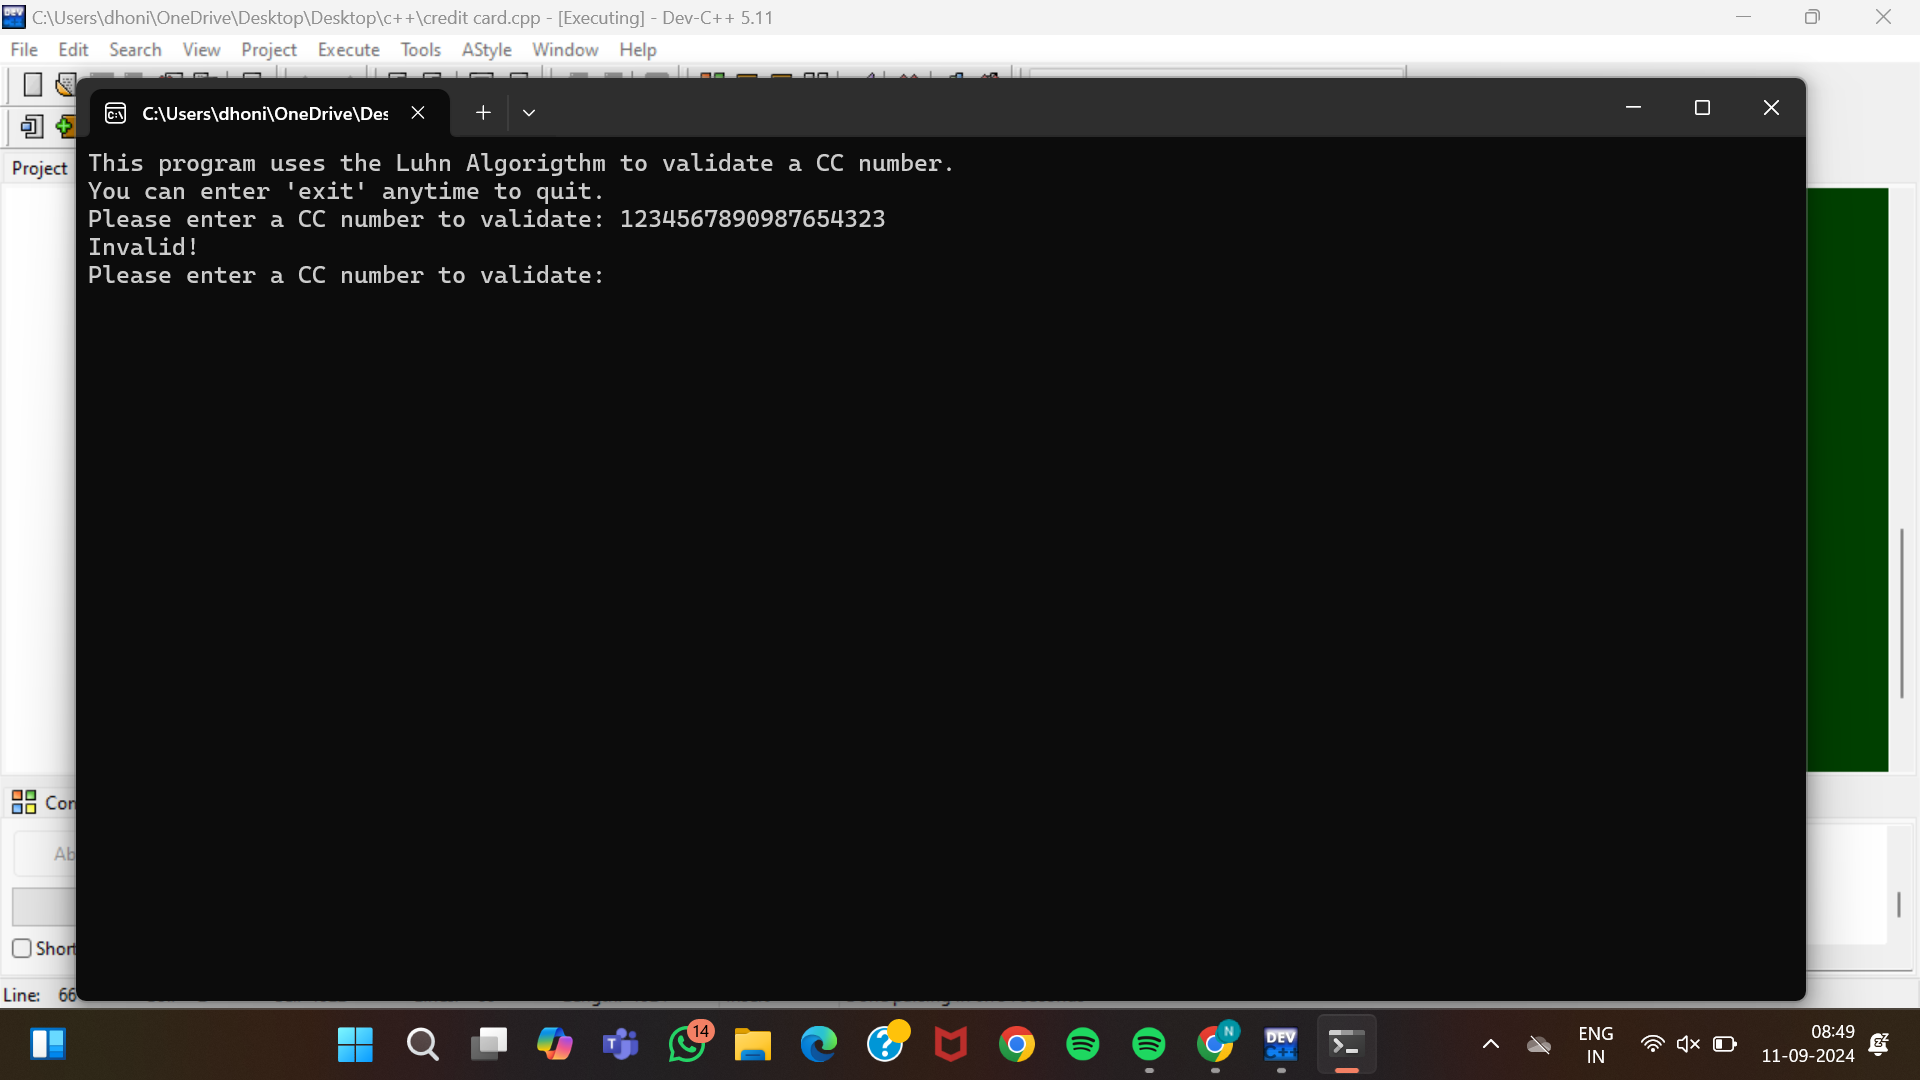 C:\Users\dhoni\OneDrive\Desktop\Desktop\c++\credit card.cpp - [Executing] - Dev-C++ 5.11
File Edit Search View Project Execute Tools AStyle Window Help
C:\Users\dhoni\OneDrive\Des
Project
This program uses the Luhn Algorigthm to validate a CC number.
You can enter 'exit' anytime to quit.
Please enter a CC number to validate: 1234567890987654323
Invalid!
Please enter a CC number to validate:
Con
Ab
Short
Line: 66
14
N
DEV C++
ENG
IN
08:49
11-09-2024